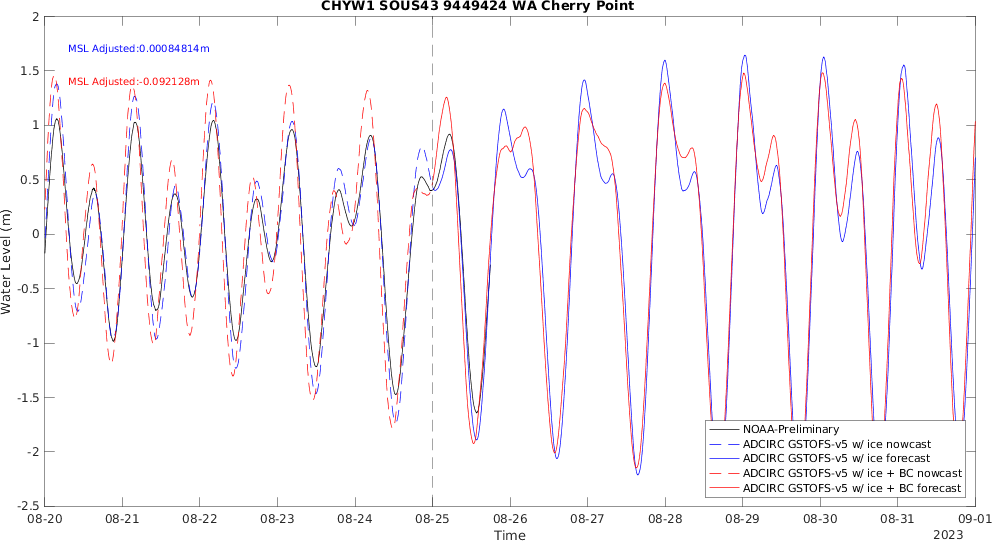 CHYW1 SOUS43 9449424 WA Cherry Point
MSL Adjusted:0.00084814m
MSL Adjusted:-0.092128m
Water Level (m)
2
1.5
1
0.5
0
-0.5
-1
-1.5
-2
-2.5
NOAA-Preliminary
ADCIRC GSTOFS-v5 w/ ice nowcast
ADCIRC GSTOFS-v5 w/ ice forecast
ADCIRC GSTOFS-v5 w/ ice + BC nowcast
ADCIRC GSTOFS-v5 w/ ice + BC forecast
08-20 08-21 08-22 08-23 08-24 08-25 08-26 08-27 08-28 08-29 08-30 08-31 09-01
Time
2023